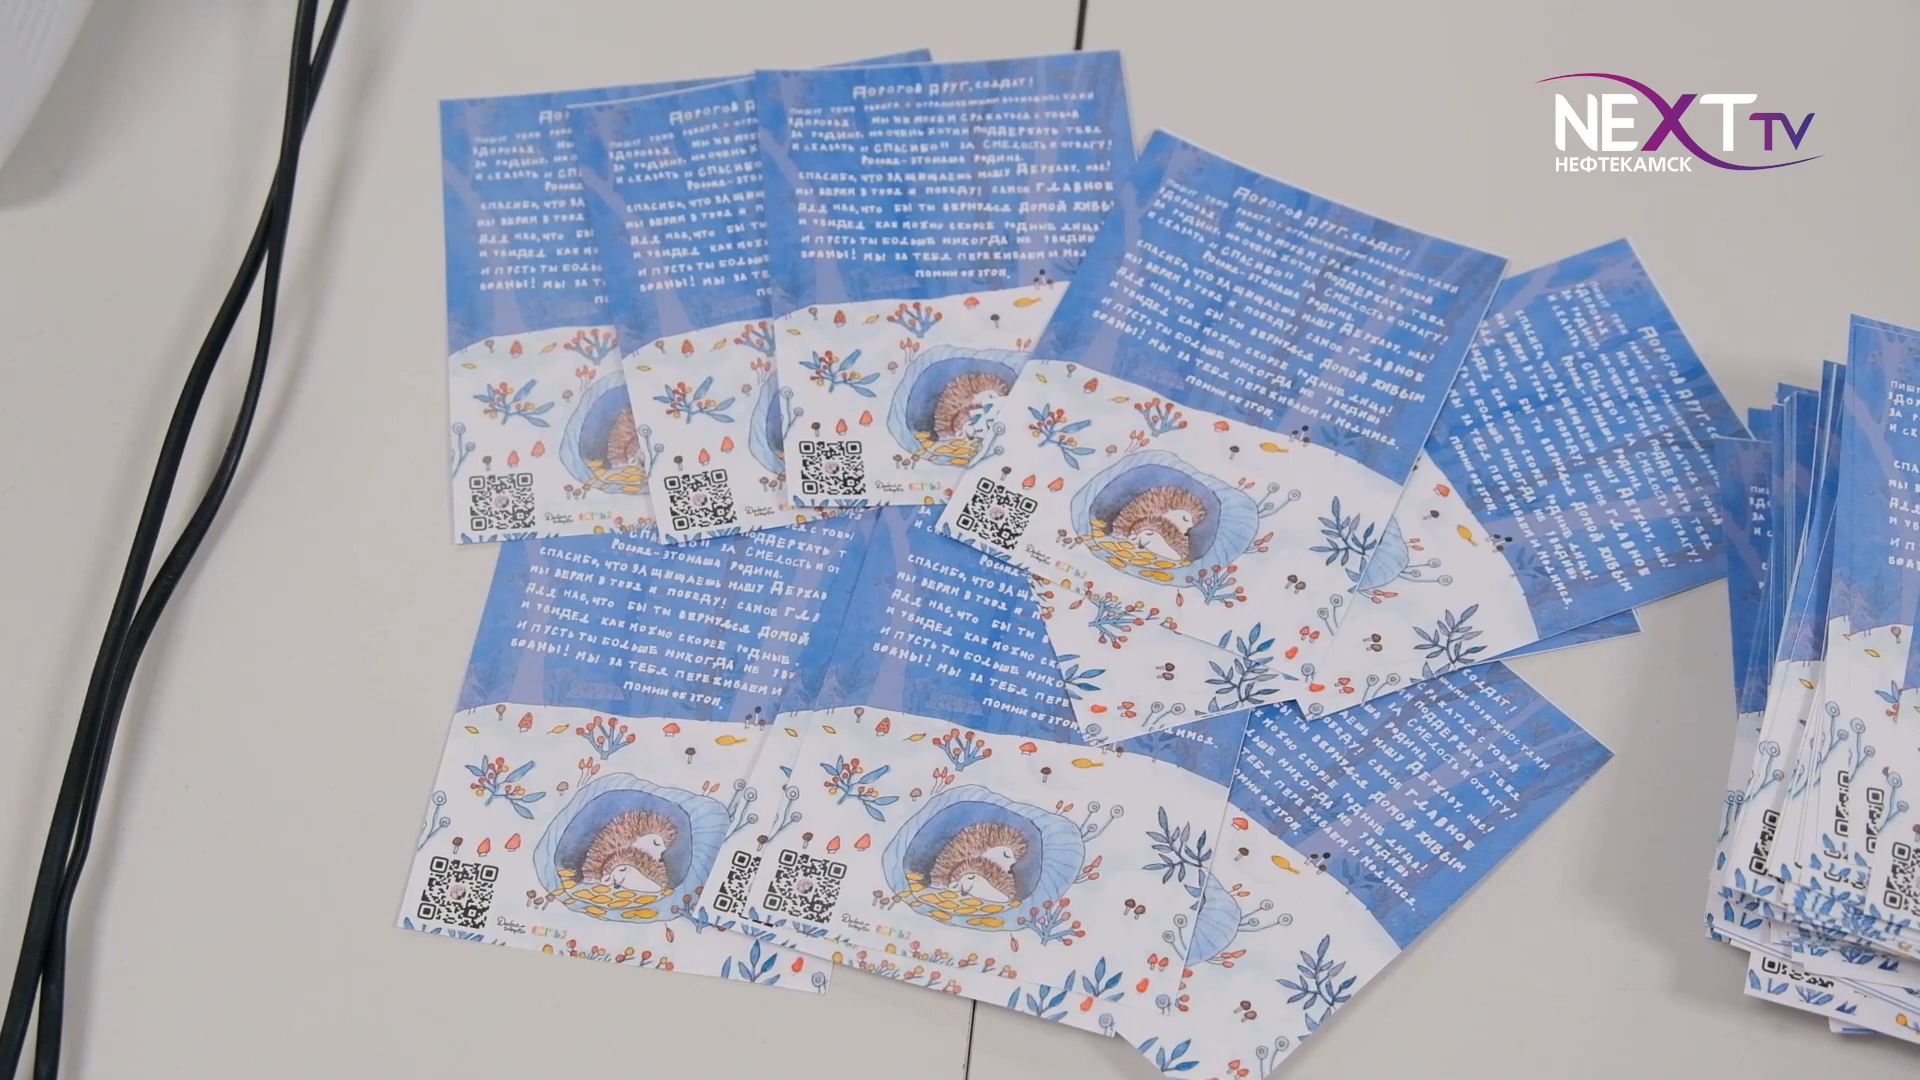 NEXT TV
НЕФТЕКАМСК
Дорогой друг, солдат!
Пишут тебе ребята с ограниченными возможностями
здоровья. Мы не можем сражаться с тобой
за родину, но очень хотим поддержать тебя
и сказать "СПАСИБО"! за смелость и отвагу!
Россия - это наша Родина.
Спасибо, что защищаешь нашу Державу, нас!
Мы верим в тебя и победу! Самое главное
для нас, что бы ты вернулся домой живым
и увидел как можно скорее родные лица!
И пусть ты больше никогда не увидишь
войны! Мы за тебя переживаем и молимся.
Помни об этом.